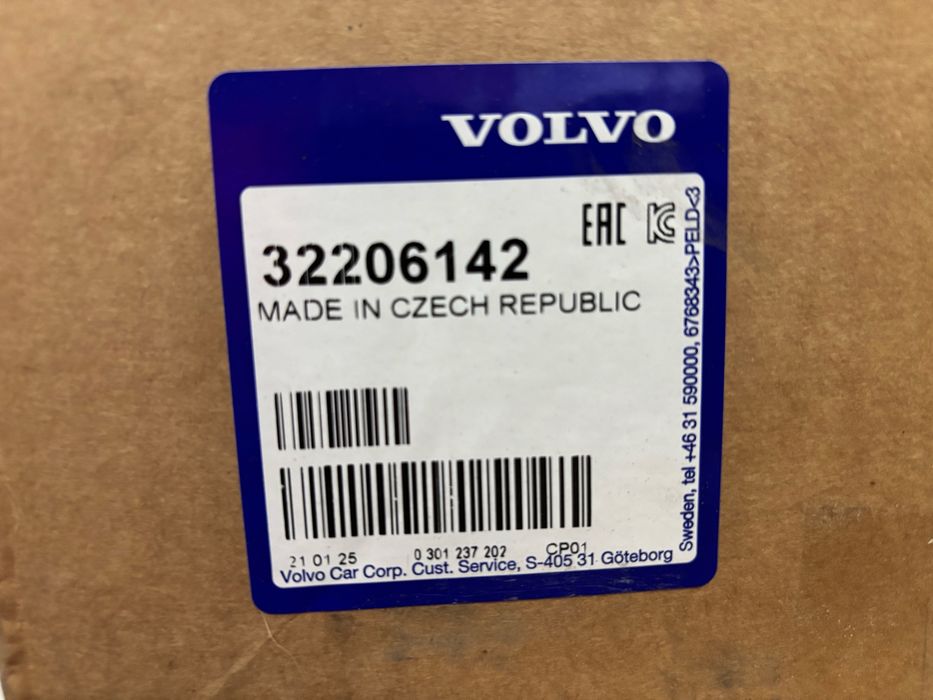 VOLVO
EAC
32206142
MADE IN CZECH REPUBLIC
21 01 25 0 301 237 202 CP01
Volvo Car Corp. Cust. Service, S-405 31 Göteborg
Sweden, tel +46 31 590000, 6768343>PELD<3